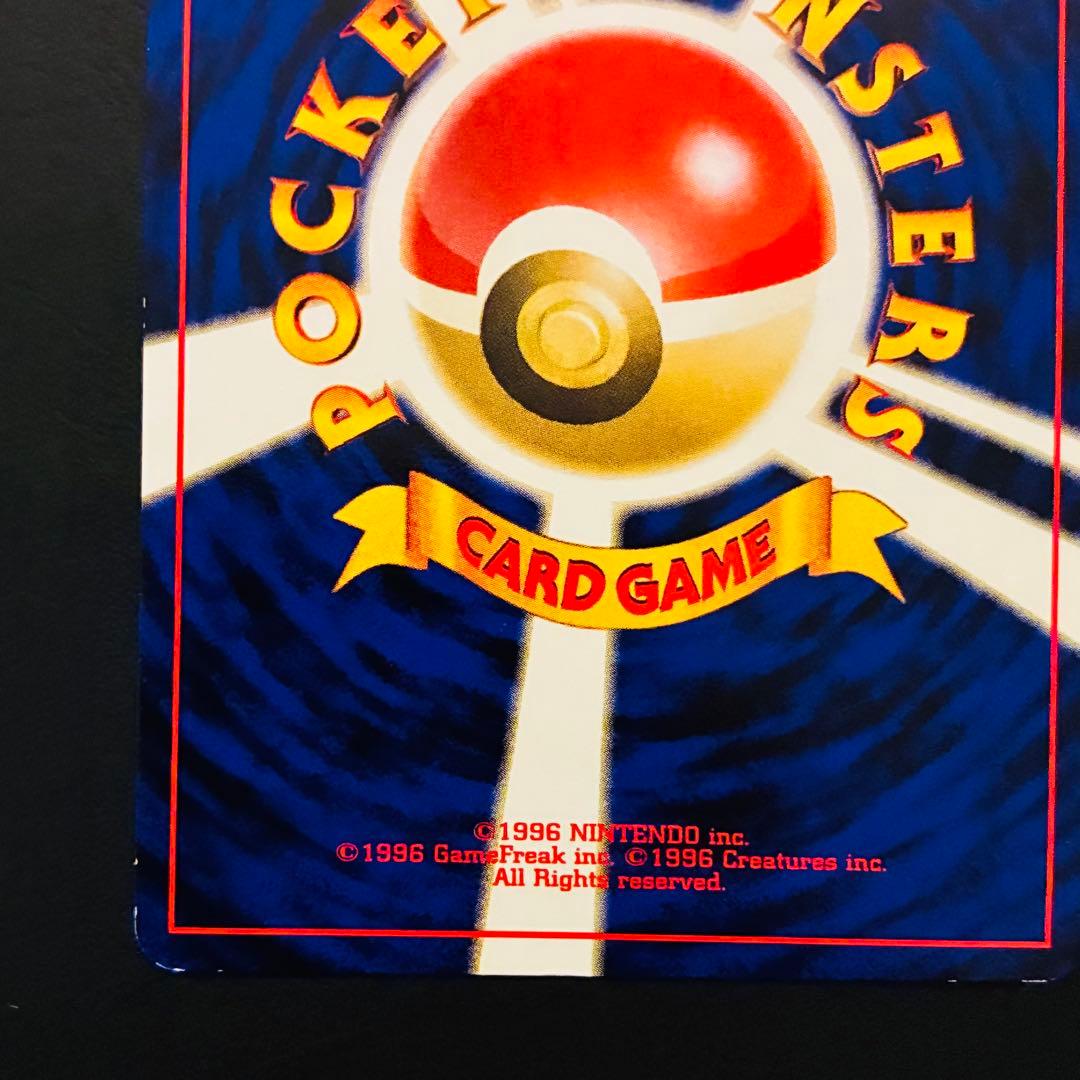 POCKET MONSTERS
CARD GAME
©1996 NINTENDO inc.
©1996 GameFreak inc. ©1996 Creatures inc.
All Rights reserved.